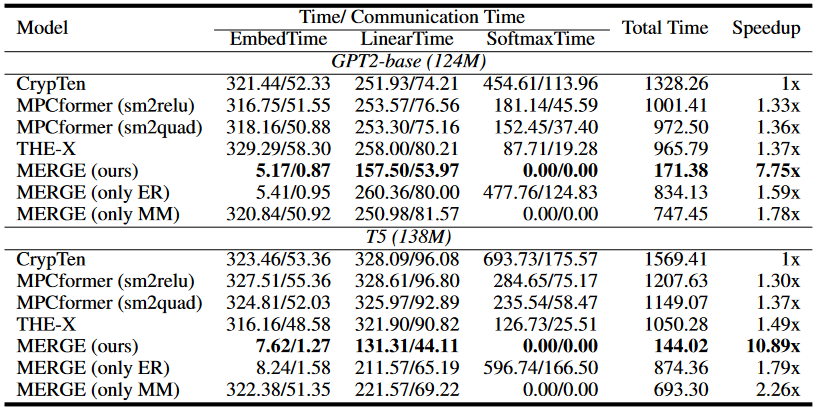 Model Time/ Communication Time Total Time Speedup
EmbedTime LinearTime SoftmaxTime
GPT2-base (124M)
CrypTen 321.44/52.33 251.93/74.21 454.61/113.96 1328.26 1x
MPCformer (sm2relu) 316.75/51.55 253.57/76.56 181.14/45.59 1001.41 1.33x
MPCformer (sm2quad) 318.16/50.88 253.30/75.16 152.45/37.40 972.50 1.36x
THE-X 329.29/58.30 258.00/80.21 87.71/19.28 965.79 1.37x
MERGE (ours) 5.17/0.87 157.50/53.97 0.00/0.00 171.38 7.75x
MERGE (only ER) 5.41/0.95 260.36/80.00 477.76/124.83 834.13 1.59x
MERGE (only MM) 320.84/50.92 250.98/81.57 0.00/0.00 747.45 1.78x
T5 (138M)
CrypTen 323.46/53.36 328.09/96.08 693.73/175.57 1569.41 1x
MPCformer (sm2relu) 327.51/55.36 328.61/96.80 284.65/75.17 1207.63 1.30x
MPCformer (sm2quad) 324.81/52.03 325.97/92.89 235.54/58.47 1149.07 1.37x
THE-X 316.16/48.58 321.90/90.82 126.73/25.51 1050.28 1.49x
MERGE (ours) 7.62/1.27 131.31/44.11 0.00/0.00 144.02 10.89x
MERGE (only ER) 8.24/1.58 211.57/65.19 596.74/166.50 874.36 1.79x
MERGE (only MM) 322.38/51.35 221.57/69.22 0.00/0.00 693.30 2.26x